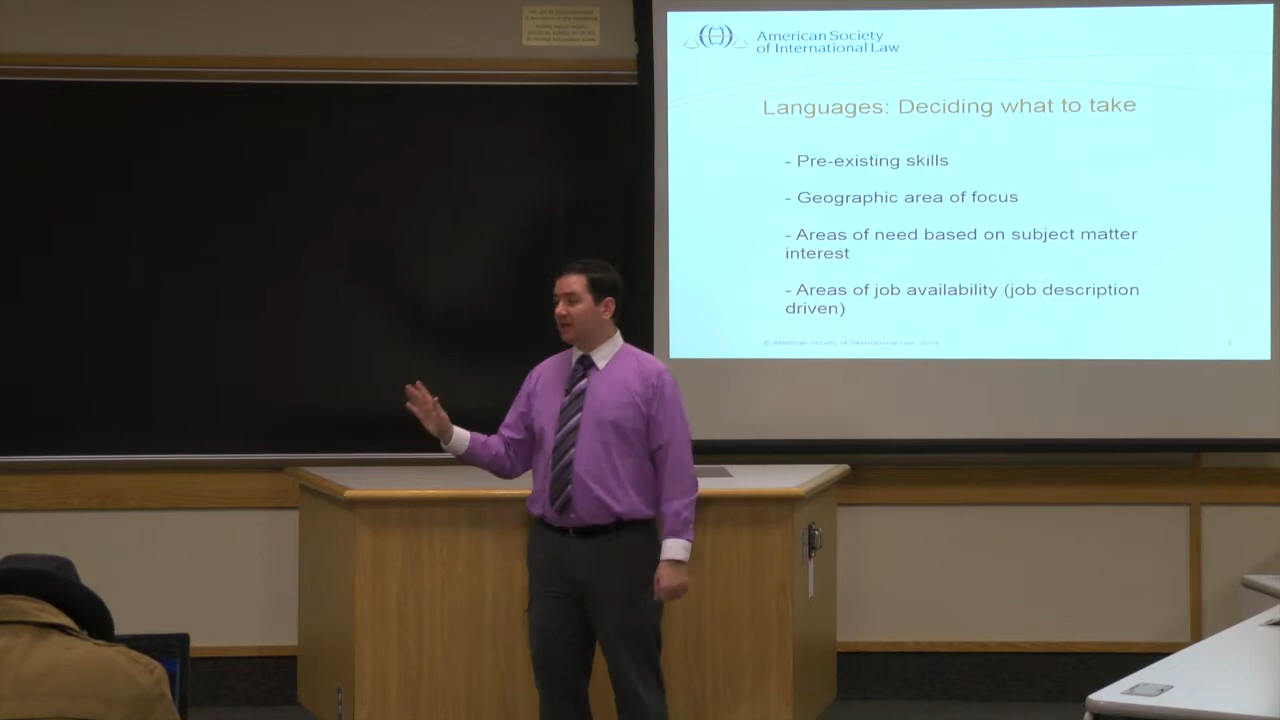 American Society
of International Law
Languages: Deciding what to take
- Pre-existing skills
- Geographic area of focus
- Areas of need based on subject matter
interest
- Areas of job availability (job description
driven)
© American Society of International Law, 2014